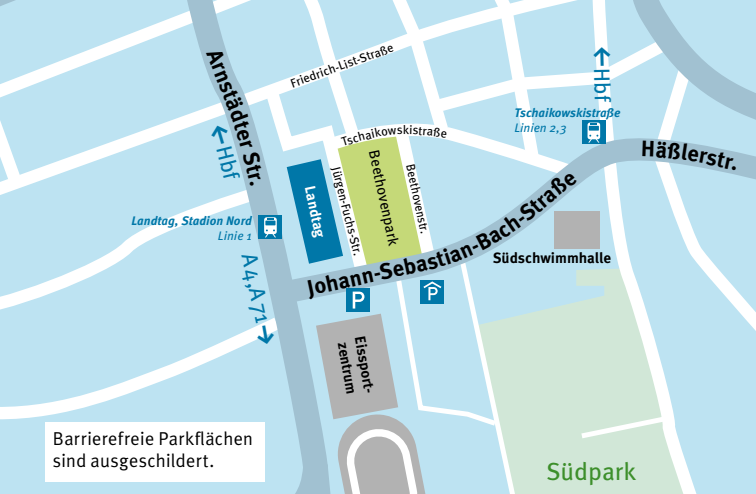 Friedrich-List-Straße
Arnstädter Str.
Hbf
Hbf
Tschaikowskistraße
Linien 2,3
Tschaikowskistraße
Häßlerstr.
Beethovenpark
Landtag
Jürgen-Fuchs-Str.
Beethovenstr.
Landtag, Stadion Nord
Linie 1
Johann-Sebastian-Bach-Straße
Südschwimmhalle
A4,A71
P
P
Eissport-
zentrum
Barrierefreie Parkflächen
sind ausgeschildert.
Südpark